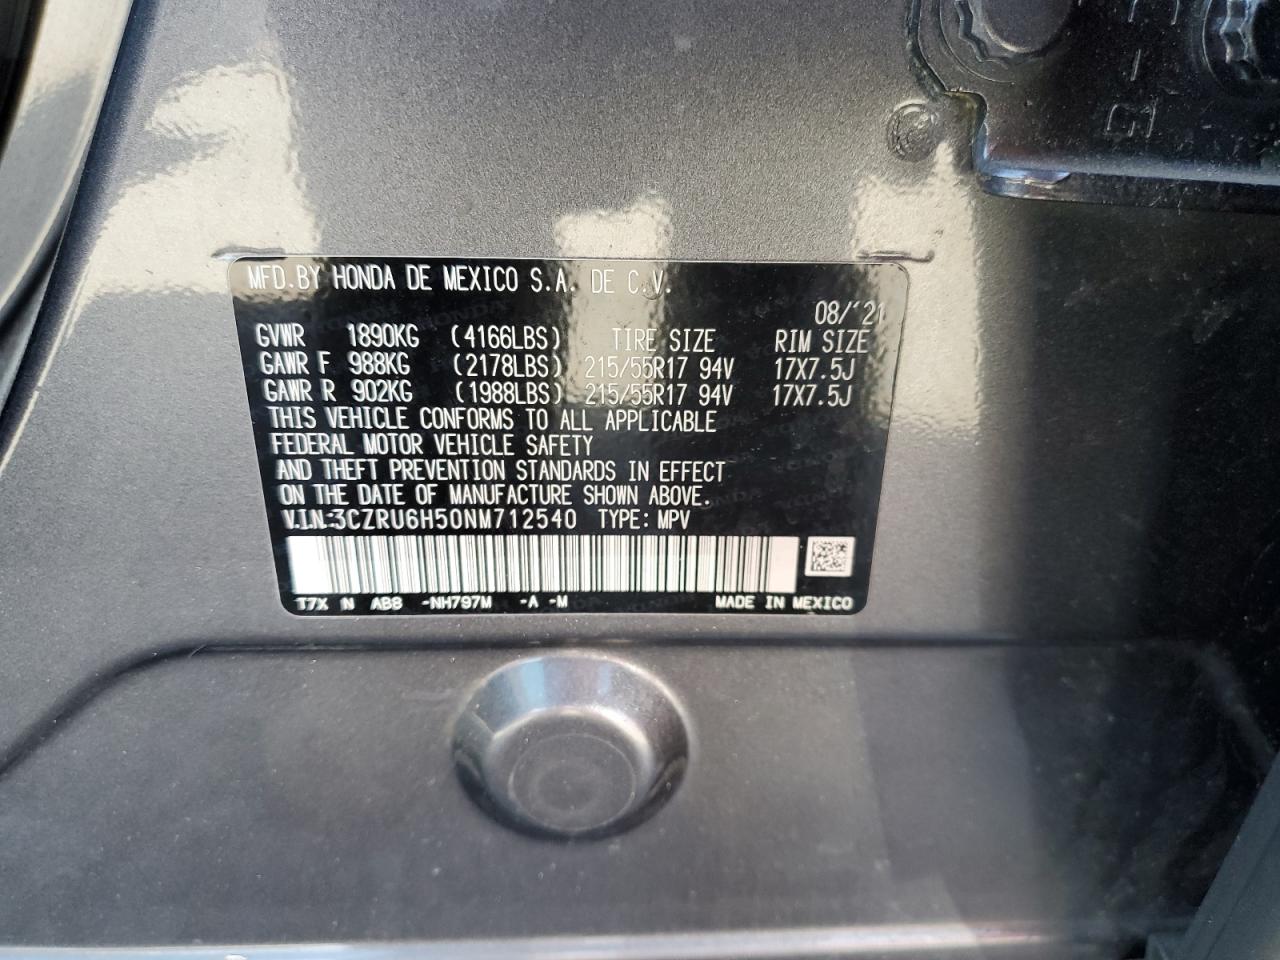 MFD.BY HONDA DE MEXICO S.A. DE C.V.
08/'21
GVWR 1890KG (4166LBS) TIRE SIZE RIM SIZE
GAWR F 988KG (2178LBS) 215/55R17 94V 17X7.5J
GAWR R 902KG (1988LBS) 215/55R17 94V 17X7.5J
THIS VEHICLE CONFORMS TO ALL APPLICABLE
FEDERAL MOTOR VEHICLE SAFETY
AND THEFT PREVENTION STANDARDS IN EFFECT
ON THE DATE OF MANUFACTURE SHOWN ABOVE.
V.I.N:3CZRU6H50NM712540 TYPE: MPV
T7X N AB8 -NH797M -A -M MADE IN MEXICO